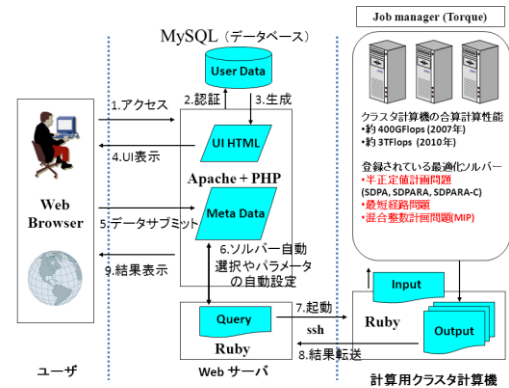 Job manager (Torque)
MySQL (データベース)
User Data
1.アクセス
2.認証
3.生成
UI HTML
4.UI表示
Apache + PHP
Web
Browser
Meta Data
5.データサブミット
6.ソルバー自動
選択やパラメータ
の自動設定
9.結果表示
クラスタ計算機の合算計算性能
•約 400GFlops (2007年)
•約 3TFlops (2010年)
登録されている最適化ソルバー
•半正定値計画問題
(SDPA, SDPARA, SDPARA-C)
•最短経路問題
•混合整数計画問題(MIP)
Query
Ruby
7.起動
ssh
8.結果転送
Input
Ruby
Output
ユーザ
Web サーバ
計算用クラスタ計算機